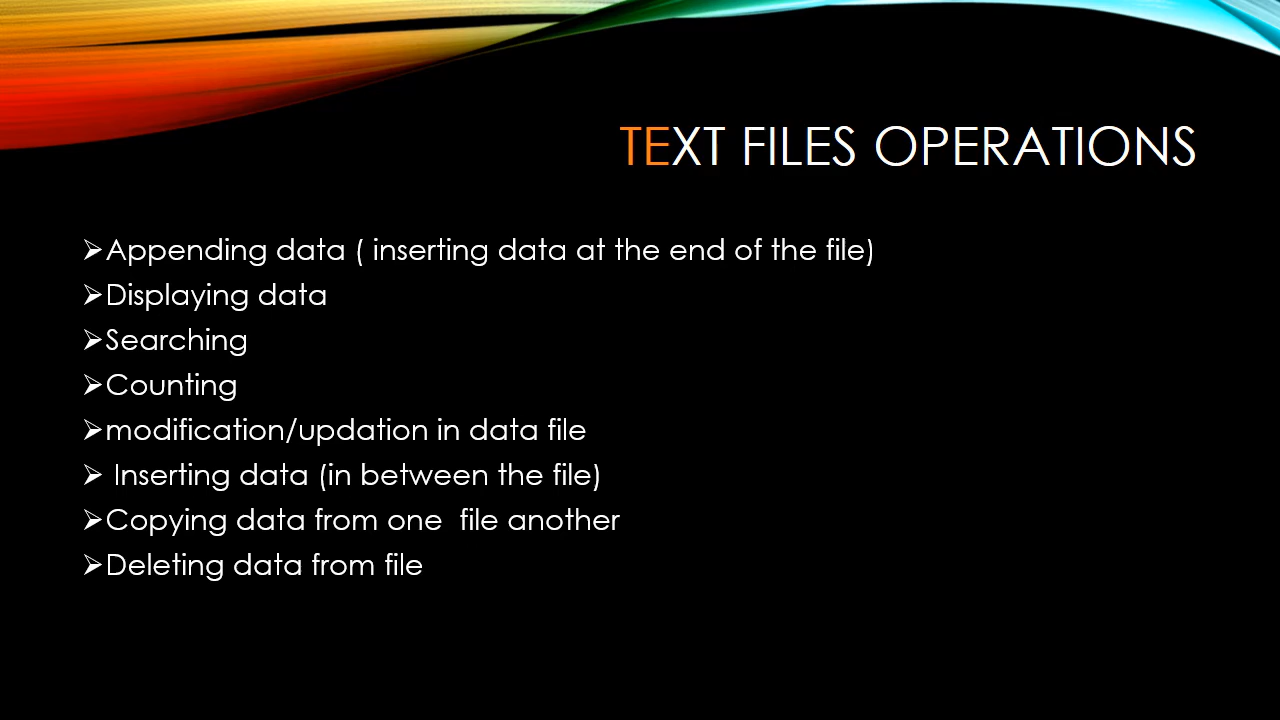 TEXT FILES OPERATIONS
➢Appending data ( inserting data at the end of the file)
➢Displaying data
➢Searching
➢Counting
➢modification/updation in data file
➢ Inserting data (in between the file)
➢Copying data from one  file another
➢Deleting data from file